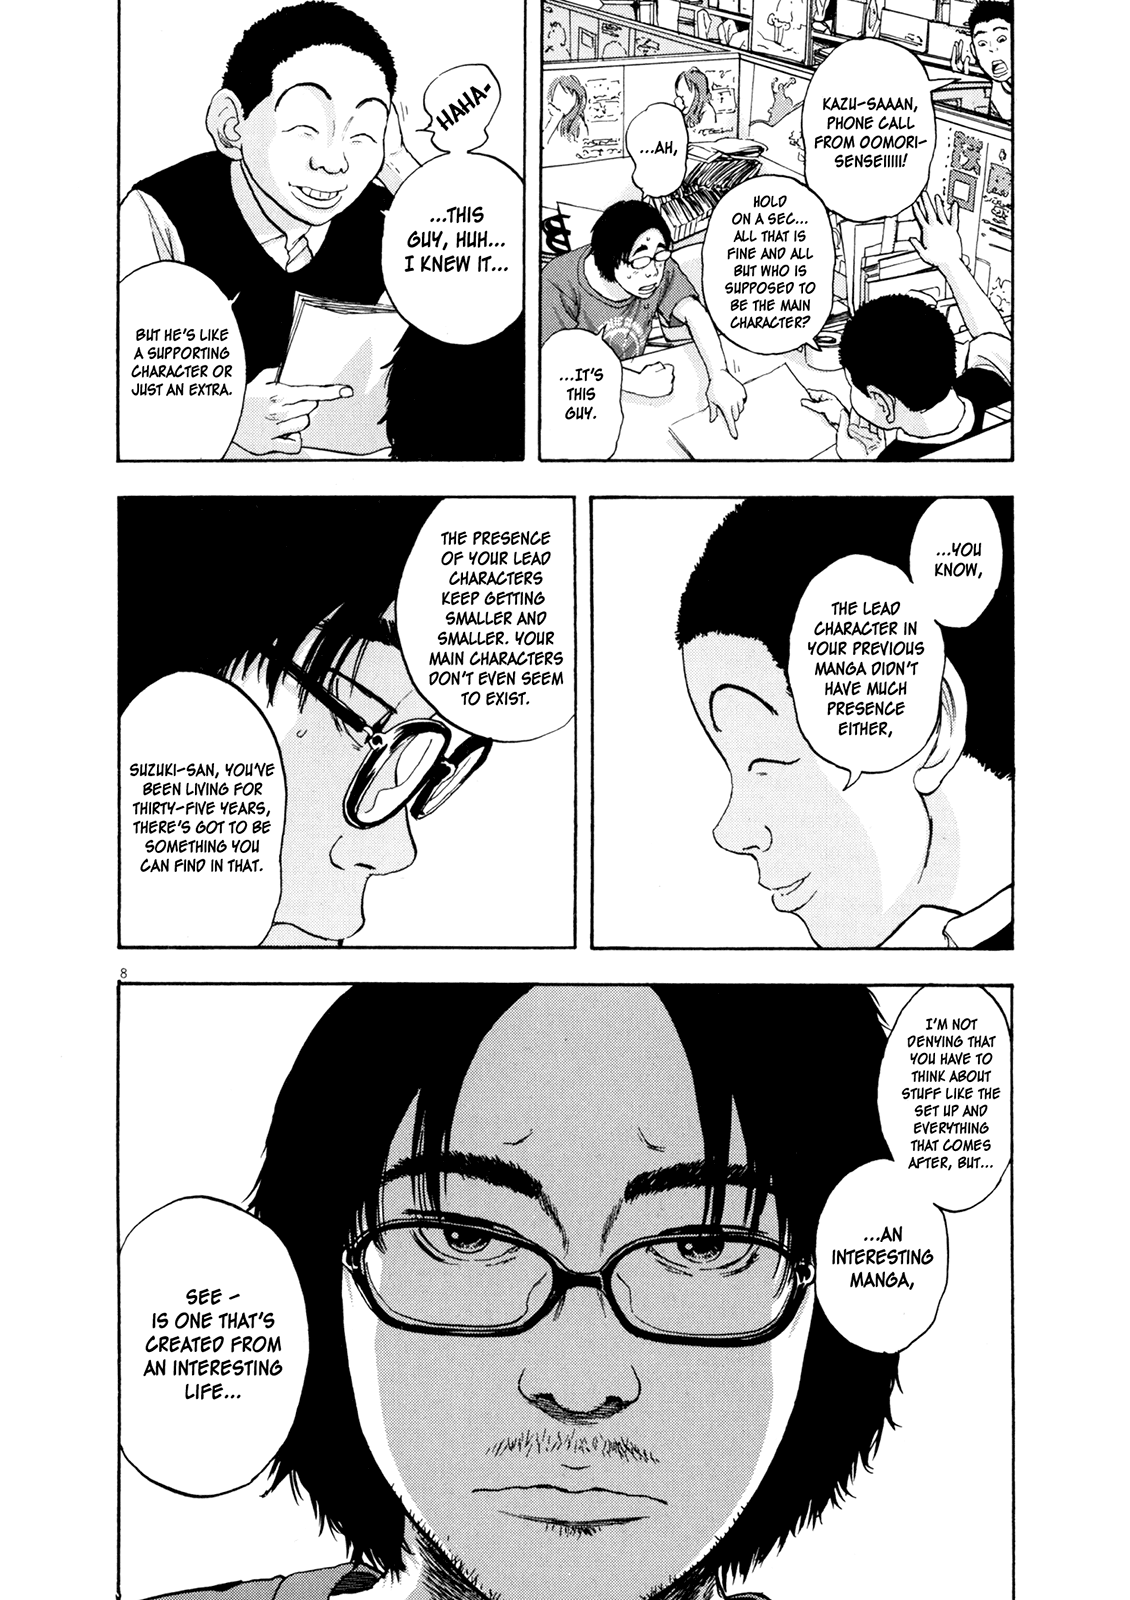 KAZU-SAAAN,
PHONE CALL
FROM OOMORI-
SENSEIIIII!
HOLD
ON A SEC...
ALL THAT IS
FINE AND ALL
BUT WHO IS
SUPPOSED TO
BE THE MAIN
CHARACTER?
...AH,
...IT'S
THIS
GUY.
HAHA-
...THIS
GUY, HUH...
I KNEW IT...
BUT HE'S LIKE
A SUPPORTING
CHARACTER OR
JUST AN EXTRA.
...YOU
KNOW,
THE LEAD
CHARACTER IN
YOUR PREVIOUS
MANGA DIDN'T
HAVE MUCH
PRESENCE
EITHER,
THE PRESENCE
OF YOUR LEAD
CHARACTERS
KEEP GETTING
SMALLER AND
SMALLER. YOUR
MAIN CHARACTERS
DON'T EVEN SEEM
TO EXIST.
SUZUKI-SAN, YOU'VE
BEEN LIVING FOR
THIRTY-FIVE YEARS,
THERE'S GOT TO BE
SOMETHING YOU
CAN FIND IN THAT.
8
I'M NOT
DENYING THAT
YOU HAVE TO
THINK ABOUT
STUFF LIKE THE
SET UP AND
EVERYTHING
THAT COMES
AFTER, BUT...
...AN
INTERESTING
MANGA,
SEE -
IS ONE THAT'S
CREATED FROM
AN INTERESTING
LIFE...